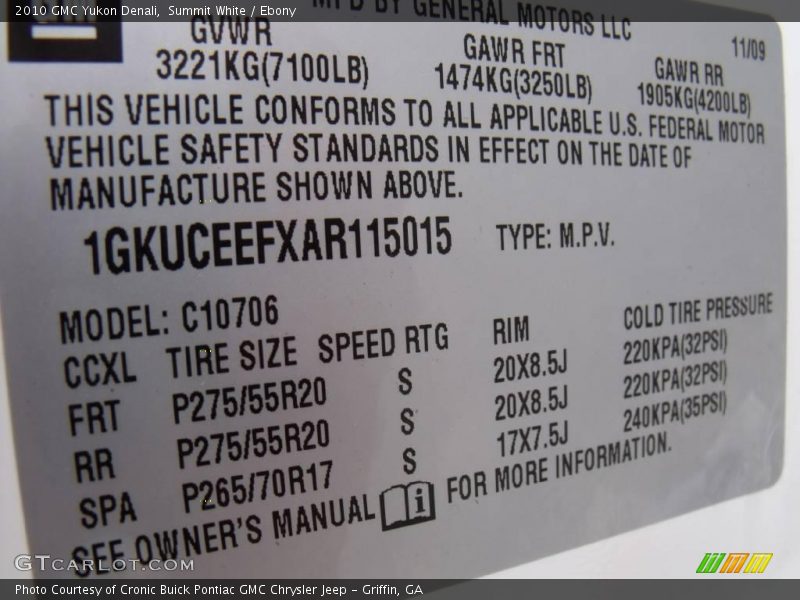 2010 GMC Yukon Denali,  Summit White / Ebony
MFD BY GENERAL MOTORS LLC
GVWR GAWR FRT GAWR RR 11/09
3221KG(7100LB) 1474KG(3250LB) 1905KG(4200LB)
THIS VEHICLE CONFORMS TO ALL APPLICABLE U.S. FEDERAL MOTOR
VEHICLE SAFETY STANDARDS IN EFFECT ON THE DATE OF
MANUFACTURE SHOWN ABOVE.
1GKUCEEFXAR115015 TYPE: M.P.V.
MODEL: C10706
CCXL TIRE SIZE SPEED RTG RIM COLD TIRE PRESSURE
FRT P275/55R20 S 20X8.5J 220KPA(32PSI)
RR P275/55R20 S 20X8.5J 220KPA(32PSI)
SPA P265/70R17 S 17X7.5J 240KPA(35PSI)
SEE OWNER'S MANUAL i FOR MORE INFORMATION.
GTCarlot.com
Photo Courtesy of Cronic Buick Pontiac GMC Chrysler Jeep - Griffin, GA